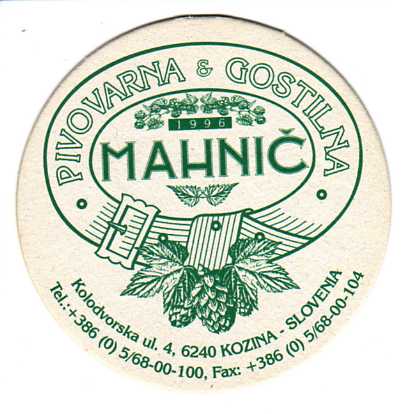 PIVOVARNA & GOSTILNA
1996
MAHNIČ
Kolodvorska ul. 4, 6240 KOZINA - SLOVENIA
Tel.:+386 (0) 5/68-00-100, Fax: +386 (0) 5/68-00-104